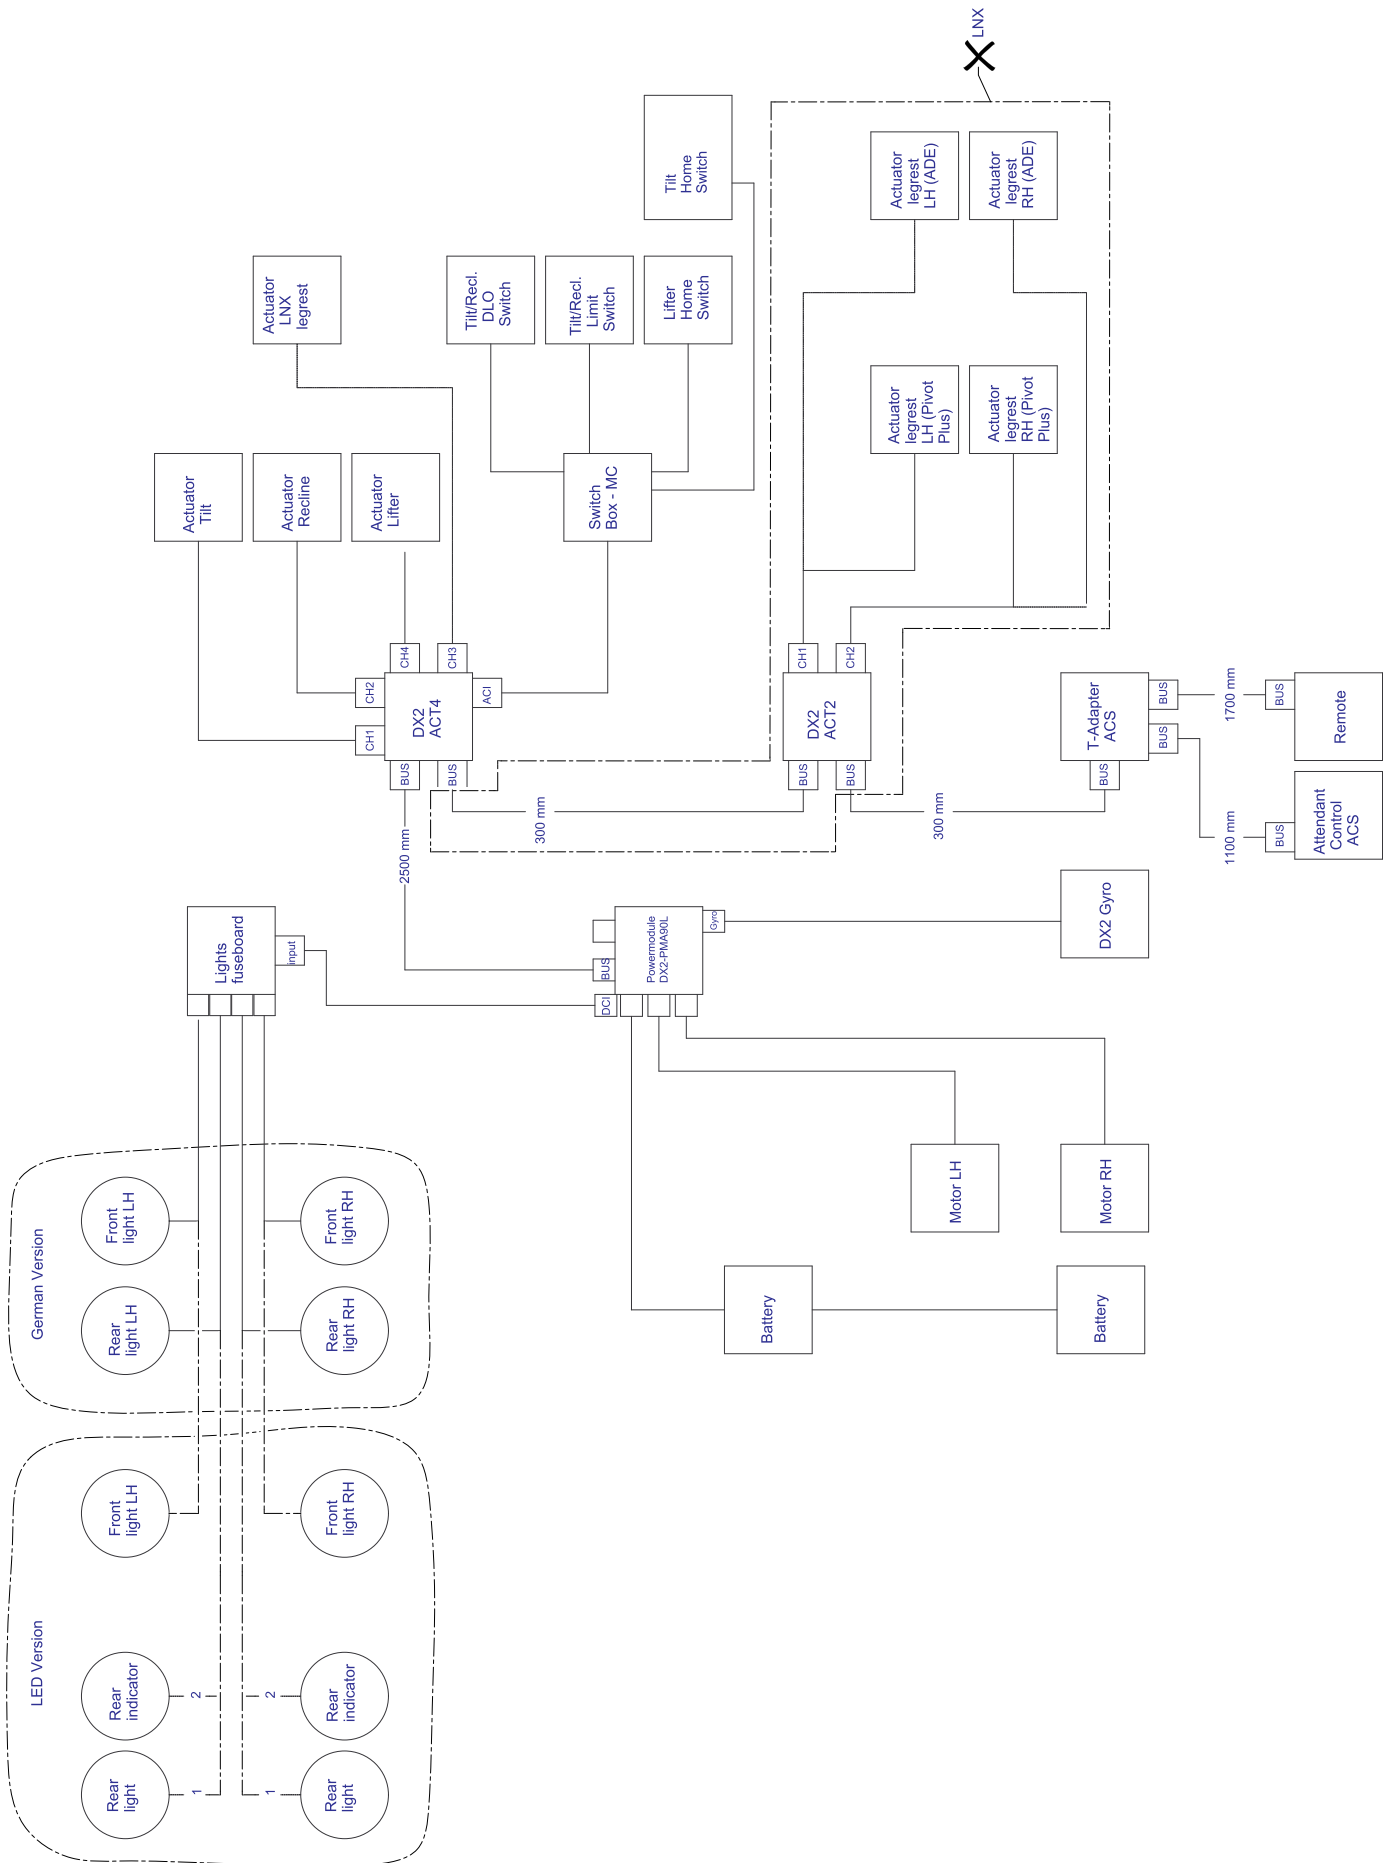 LNX
Tilt
Home
Switch
Actuator
legrest
LH (ADE)
Actuator
legrest
RH (ADE)
Actuator
LNX
legrest
Tilt/Recl.
DLO
Switch
Tilt/Recl.
Limit
Switch
Lifter
Home
Switch
Actuator
legrest
LH (Pivot
Plus)
Actuator
legrest
RH (Pivot
Plus)
Actuator
Tilt
Actuator
Recline
Actuator
Lifter
Switch
Box - MC
CH4
CH3
CH2
CH1
ACI
DX2
ACT4
BUS
BUS
CH1
CH2
DX2
ACT2
BUS
BUS
T-Adapter
ACS
BUS
BUS
BUS
1700 mm
BUS
Remote
1100 mm
BUS
Attendant
Control
ACS
2500 mm
300 mm
300 mm
Lights
fuseboard
input
Powermodule
DX2-PMA90L
BUS
DCI
Gyro
DX2 Gyro
Motor LH
Motor RH
Battery
Battery
German Version
Front
light LH
Front
light RH
Rear
light LH
Rear
light RH
LED Version
Front
light LH
Front
light RH
Rear
indicator
2
2
Rear
indicator
Rear
light
1
1
Rear
light